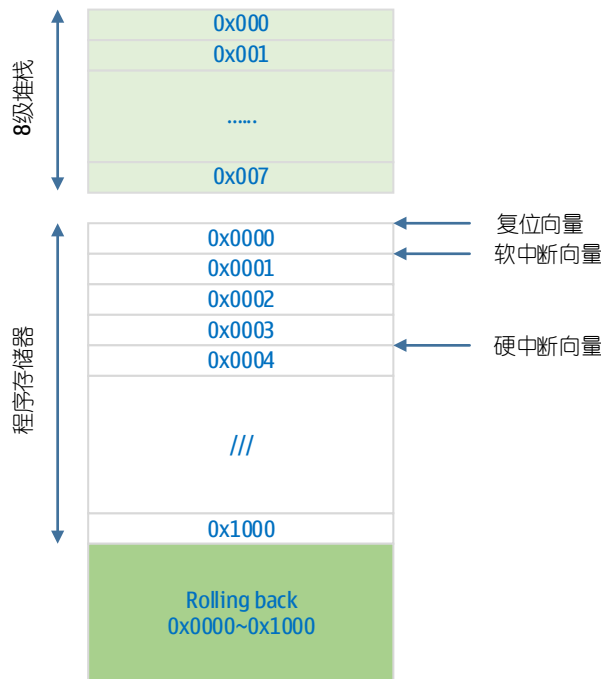 0x000
0x001
......
0x007
8级堆栈
复位向量
0x0000
软中断向量
0x0001
0x0002
0x0003
硬中断向量
0x0004
程序存储器
///
0x1000
Rolling back
0x0000~0x1000